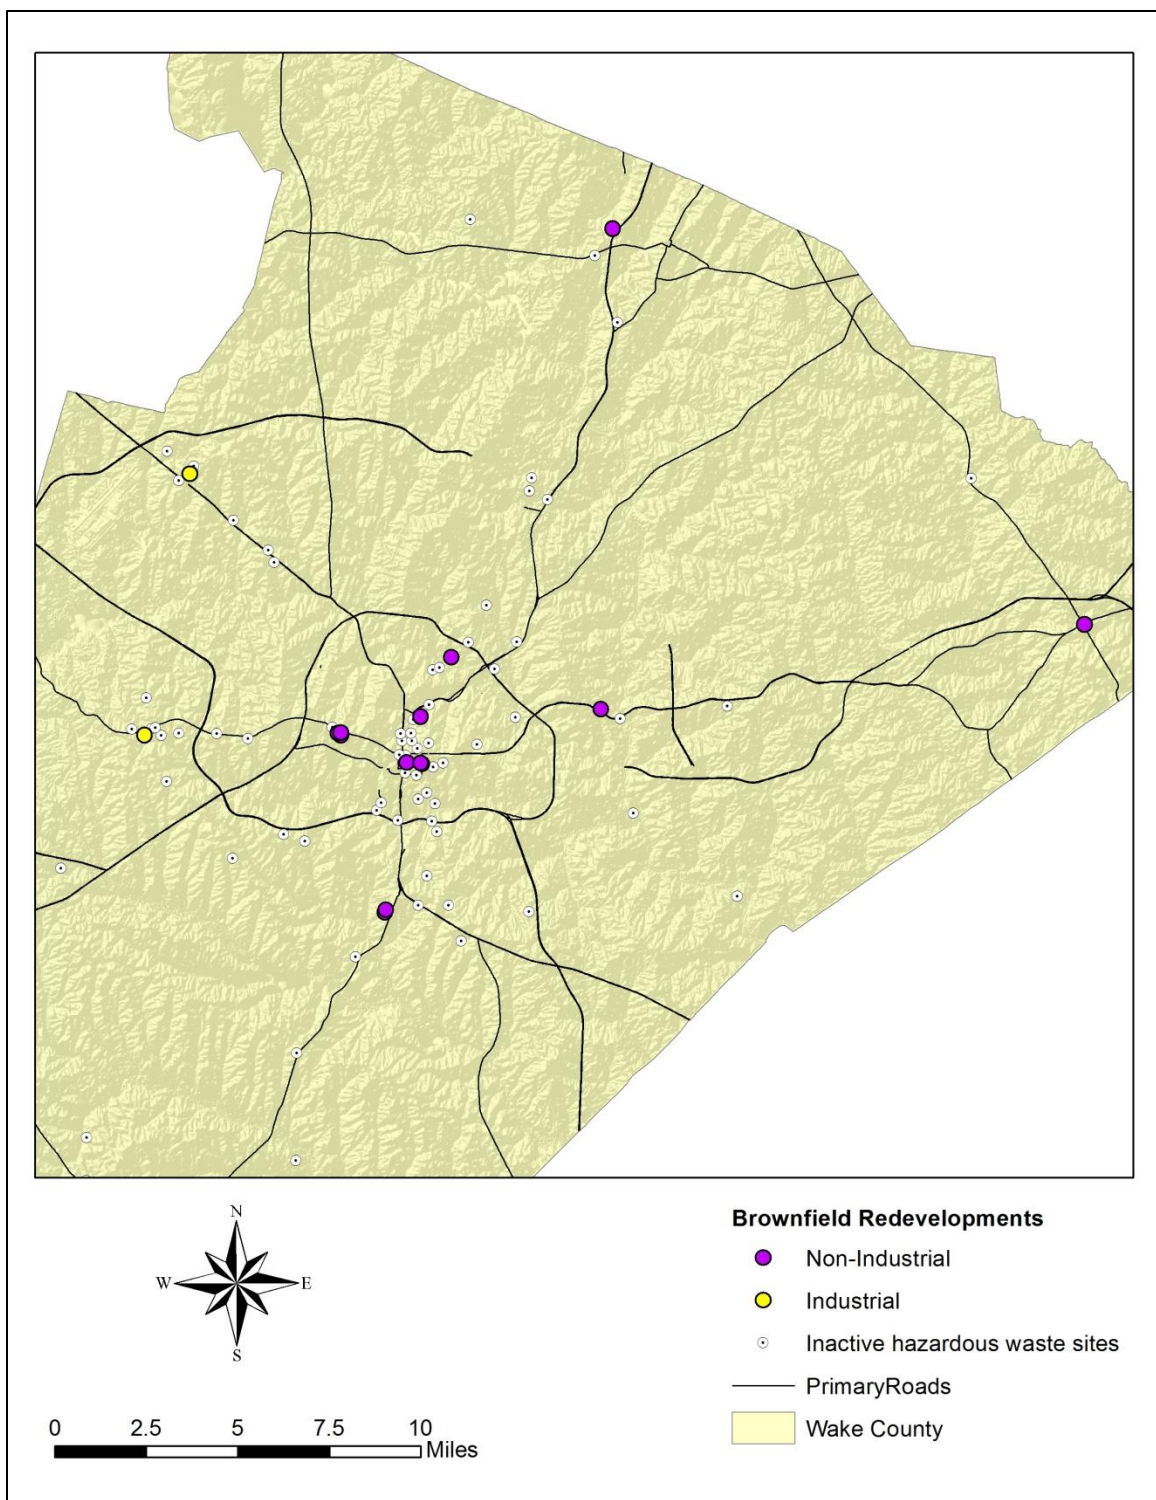 N
W E
S
0 2.5 5 7.5 10
Miles
Brownfield Redevelopments
Non-Industrial
Industrial
Inactive hazardous waste sites
PrimaryRoads
Wake County